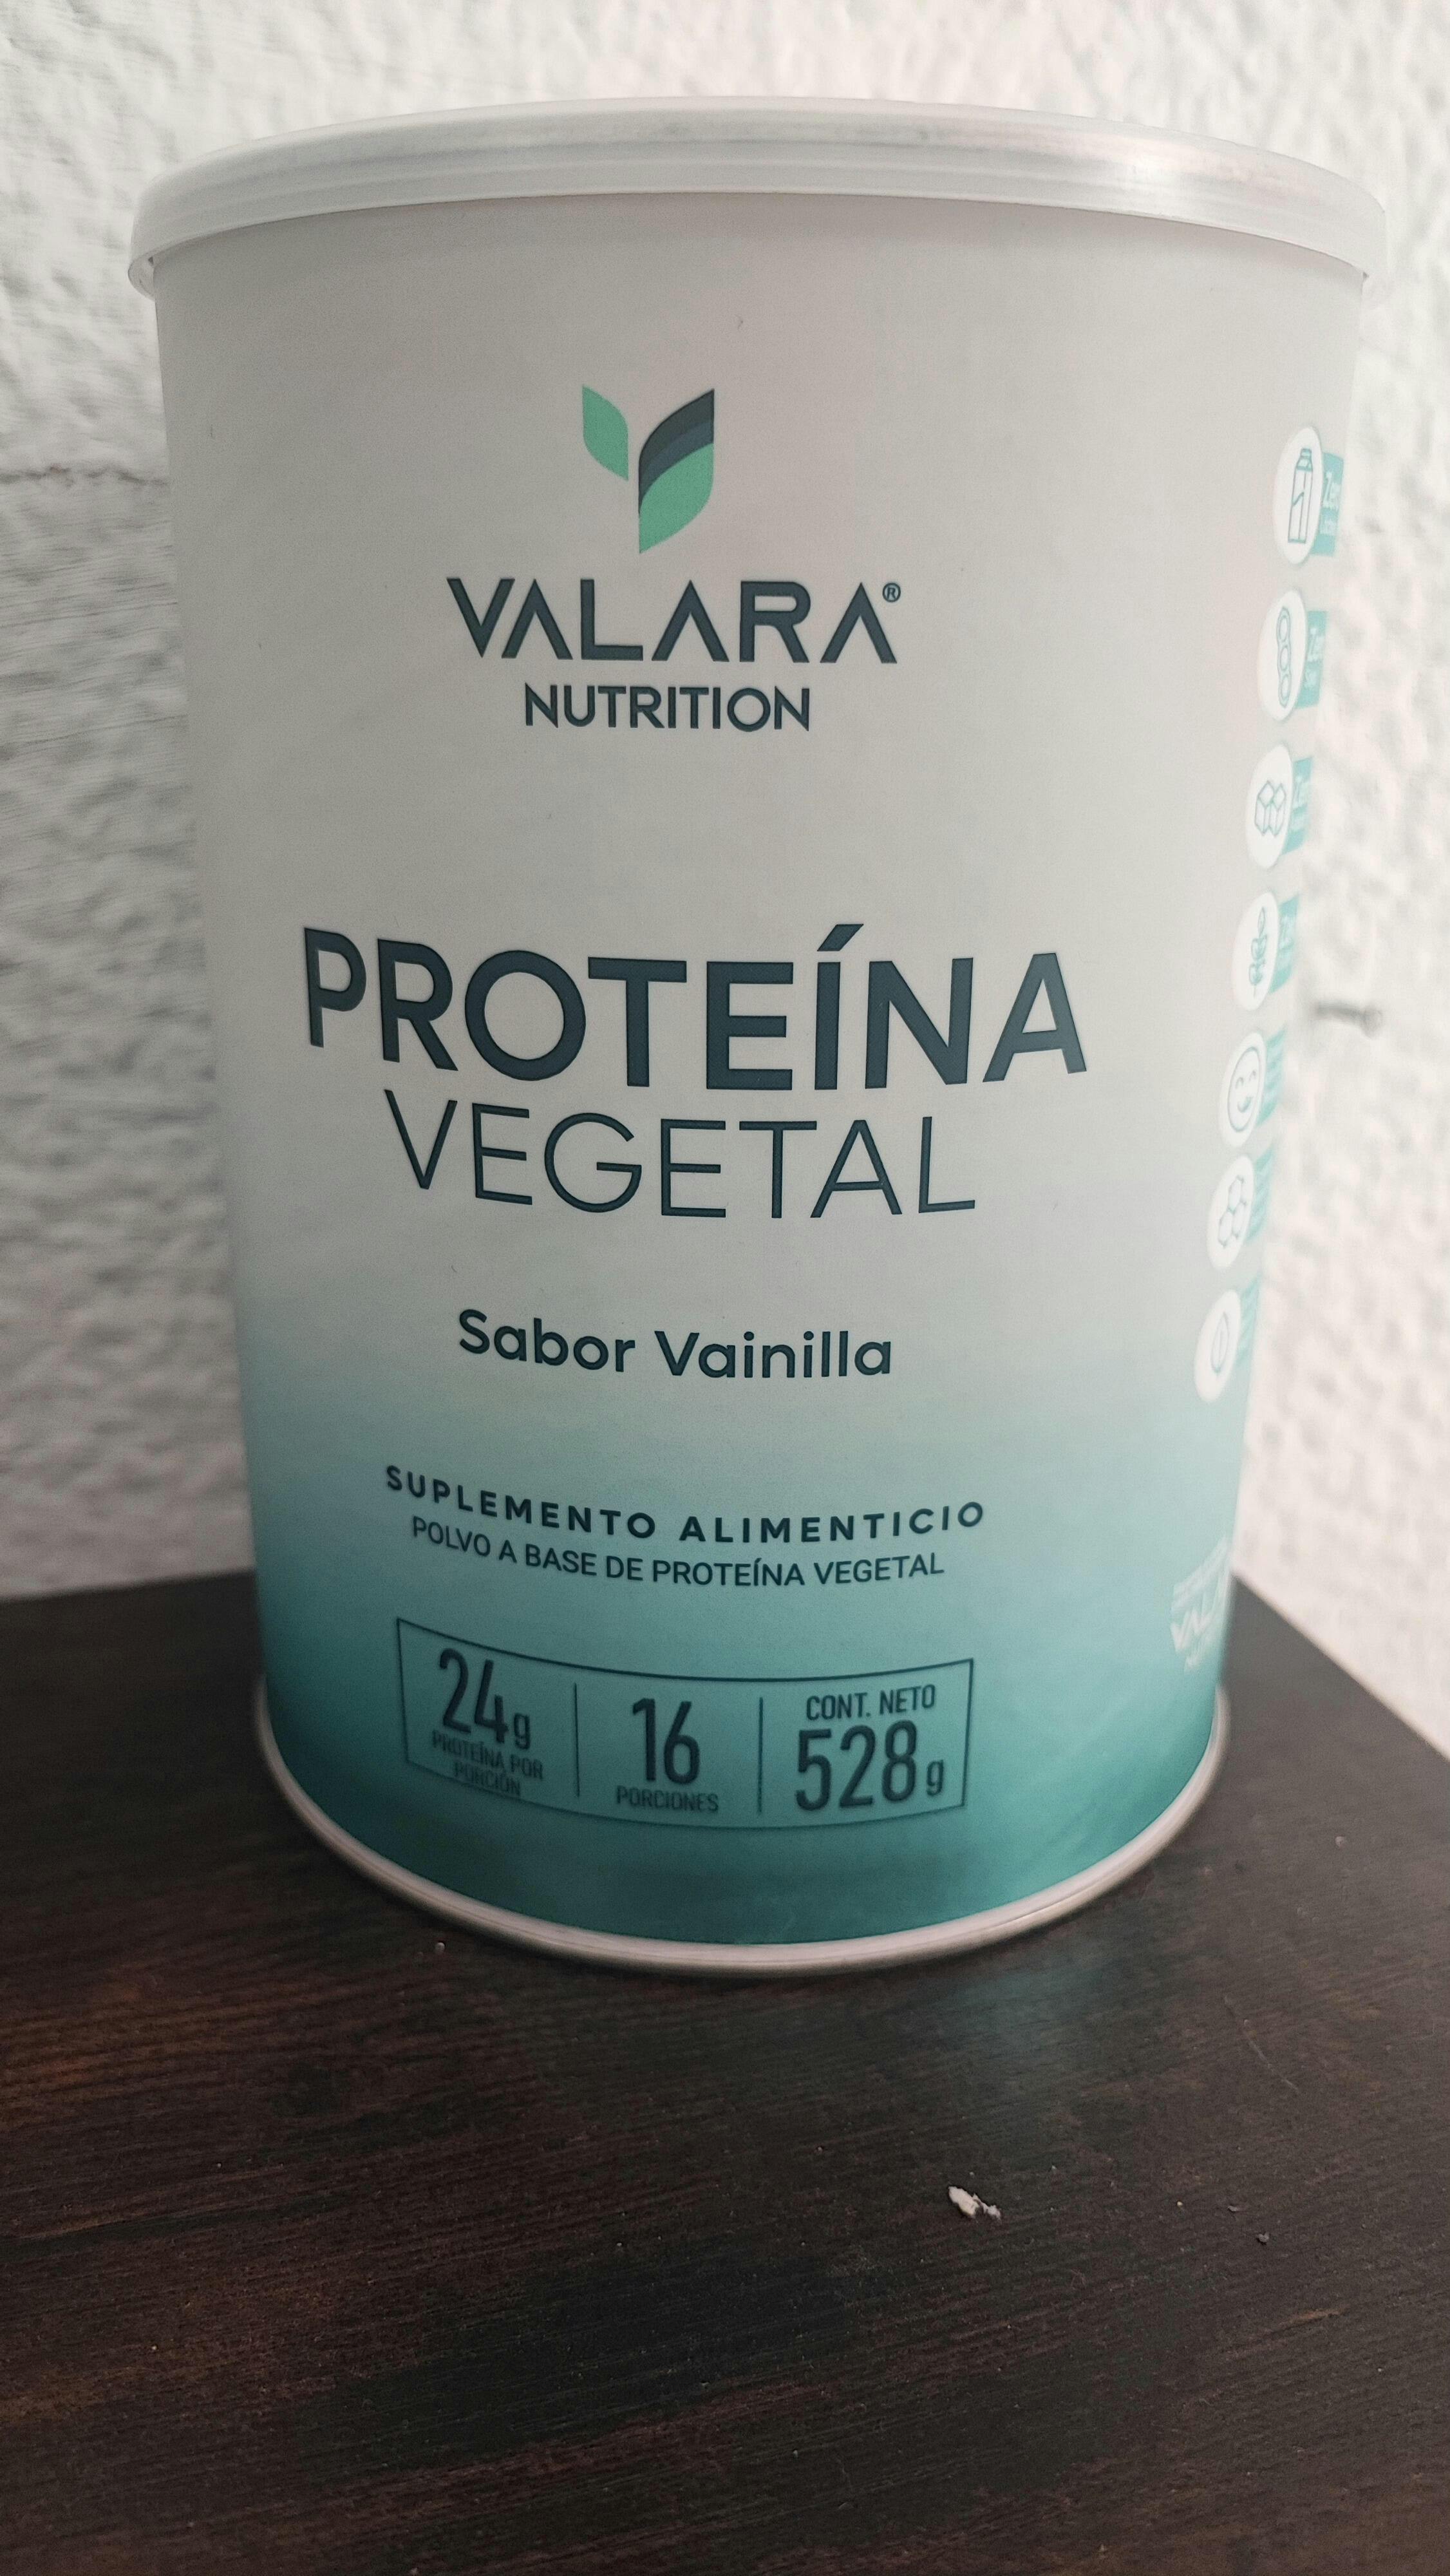 VALARA®
NUTRITION
PROTEÍNA
VEGETAL
Sabor Vainilla
SUPLEMENTO ALIMENTICIO
POLVO A BASE DE PROTEÍNA VEGETAL
24g
PROTEÍNA POR
PORCIÓN
16
PORCIONES
CONT. NETO
528g